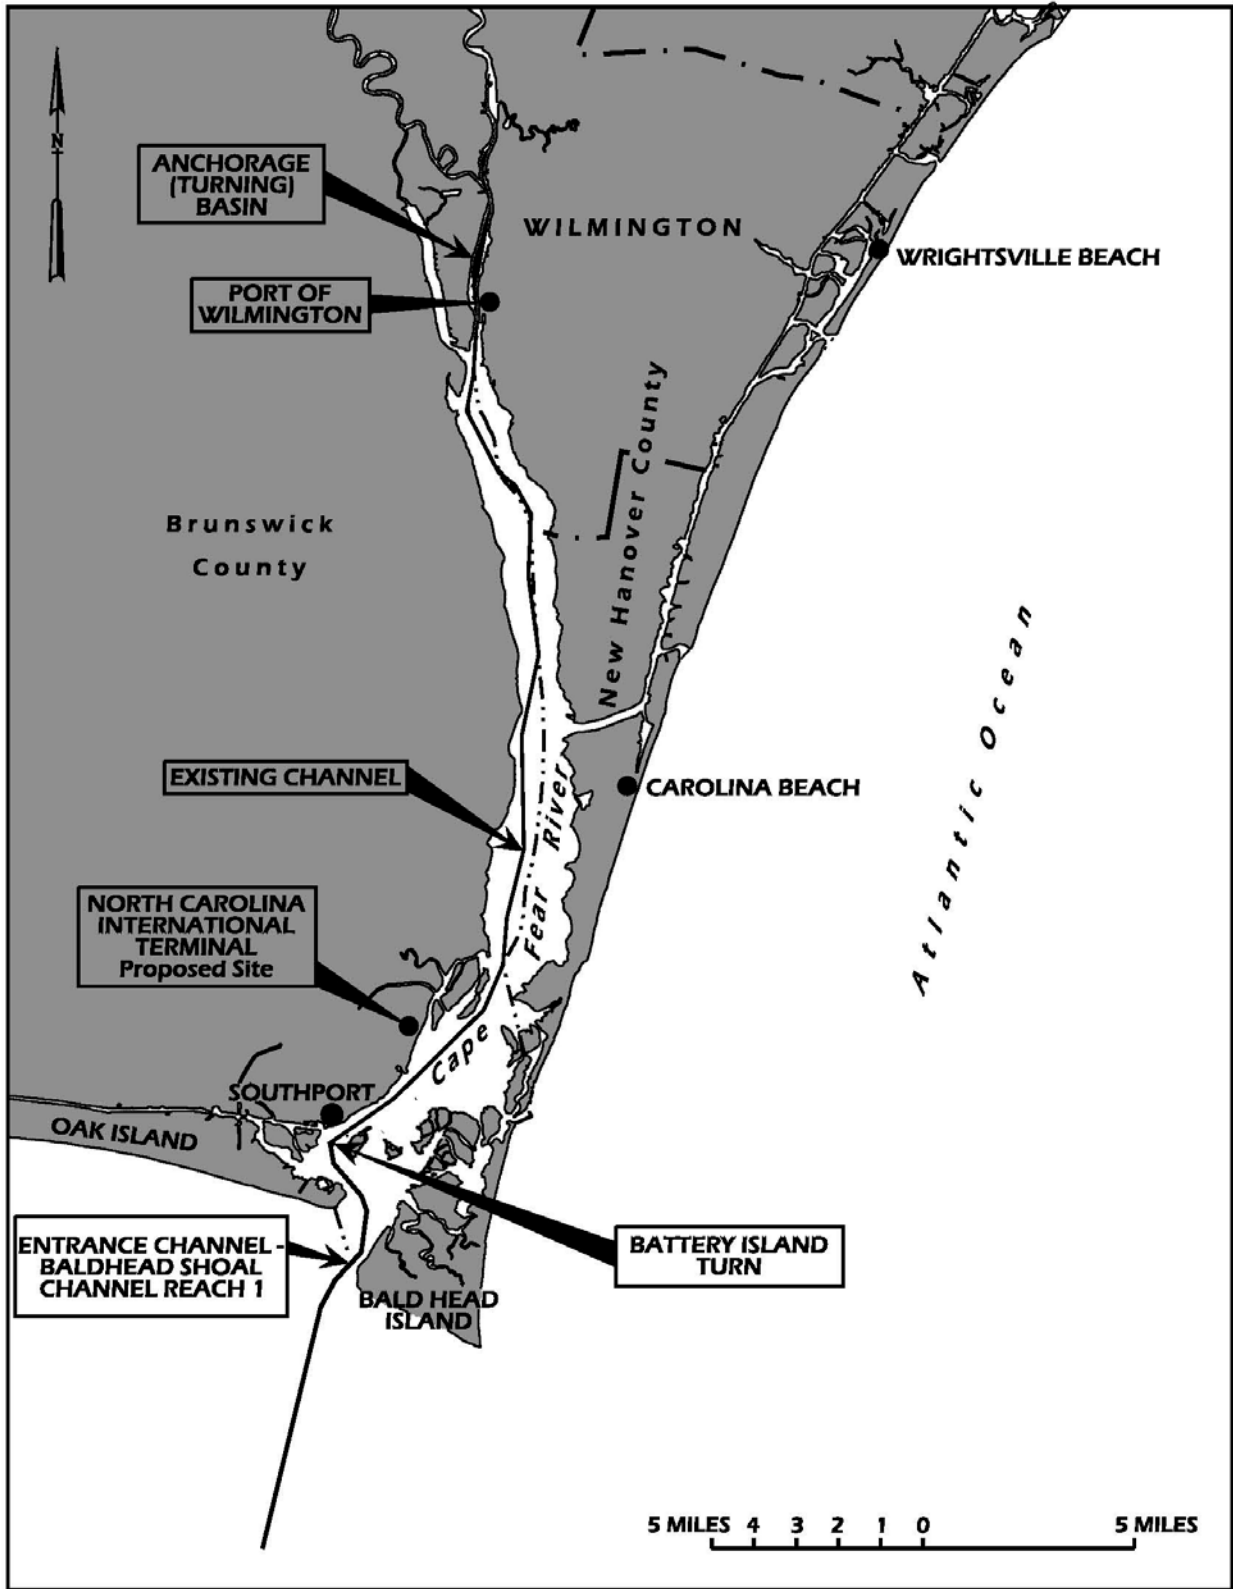 N
ANCHORAGE
(TURNING)
BASIN
WILMINGTON
WRIGHTSVILLE BEACH
PORT OF
WILMINGTON
New Hanover County
Brunswick
County
Atlantic Ocean
EXISTING CHANNEL
CAROLINA BEACH
Cape Fear River
NORTH CAROLINA
INTERNATIONAL
TERMINAL
Proposed Site
SOUTHPORT
OAK ISLAND
ENTRANCE CHANNEL -
BALDHEAD SHOAL
CHANNEL REACH 1
BATTERY ISLAND
TURN
BALD HEAD
ISLAND
5 MILES 4 3 2 1 0 5 MILES